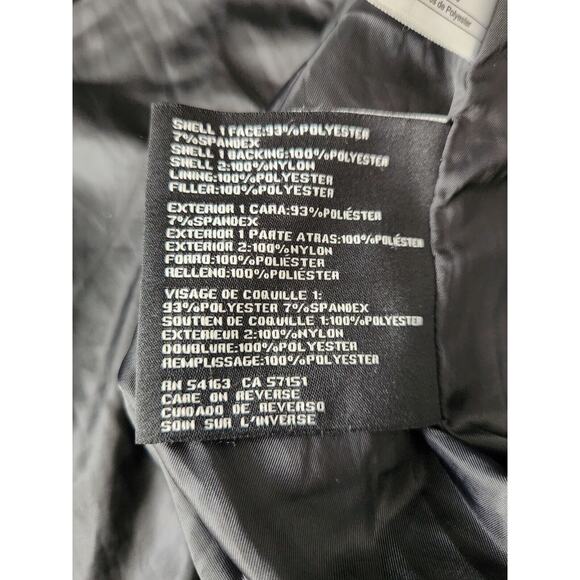 os de Polyester
SHELL 1 FACE:93%POLYESTER
7%SPANDEX
SHELL 1 BACKING:100%POLYESTER
SHELL 2:100%NYLON
LINING:100%POLYESTER
FILLER:100%POLYESTER
EXTERIOR 1 CARA:93%POLIÉSTER
7%SPANDEX
EXTERIOR 1 PARTE ATRAS:100%POLIÉSTER
EXTERIOR 2:100%NYLON
FORRO:100%POLIÉSTER
RELLENO:100%POLIÉSTER
VISAGE DE COQUILLE 1:
93%POLYESTER 7%SPANDEX
SOUTIEN DE COQUILLE 1:100%POLYESTER
EXTERIEUR 2:100%NYLON
DOUQLURE:100%POLYESTER
REMPLISSAGE:100%POLYESTER
RN 54163 CA 57151
CARE ON REVERSE
CUIDADO DE REVERSO
SOIN SUR L'INVERSE